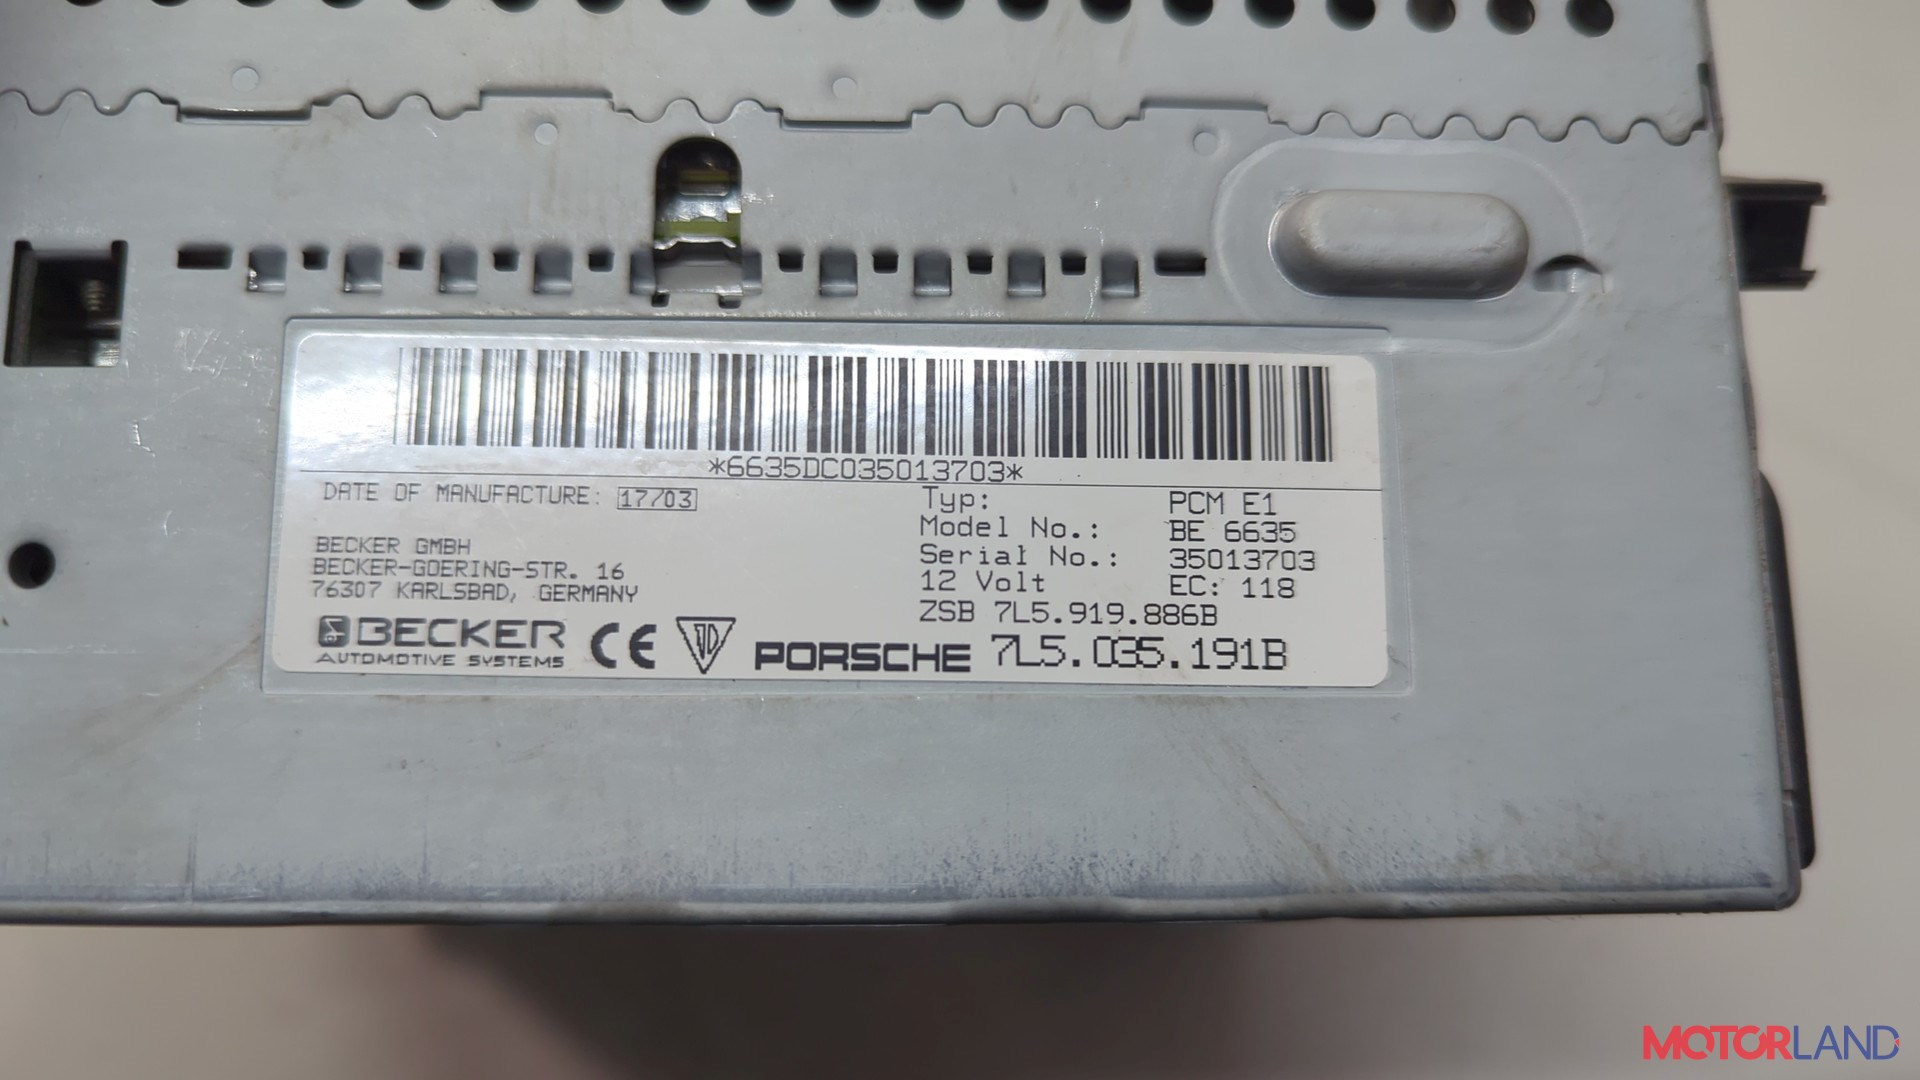 *6635DC035013703*
DATE OF MANUFACTURE: 17/03
BECKER GMBH
BECKER-GOERING-STR. 16
76307 KARLSBAD, GERMANY
BECKER
AUTOMOTIVE SYSTEMS
CE
Typ: PCM E1
Model No.: BE 6635
Serial No.: 35013703
12 Volt EC: 118
ZSB 7L5.919.886B
PORSCHE 7L5.035.191B
MOTORLAND